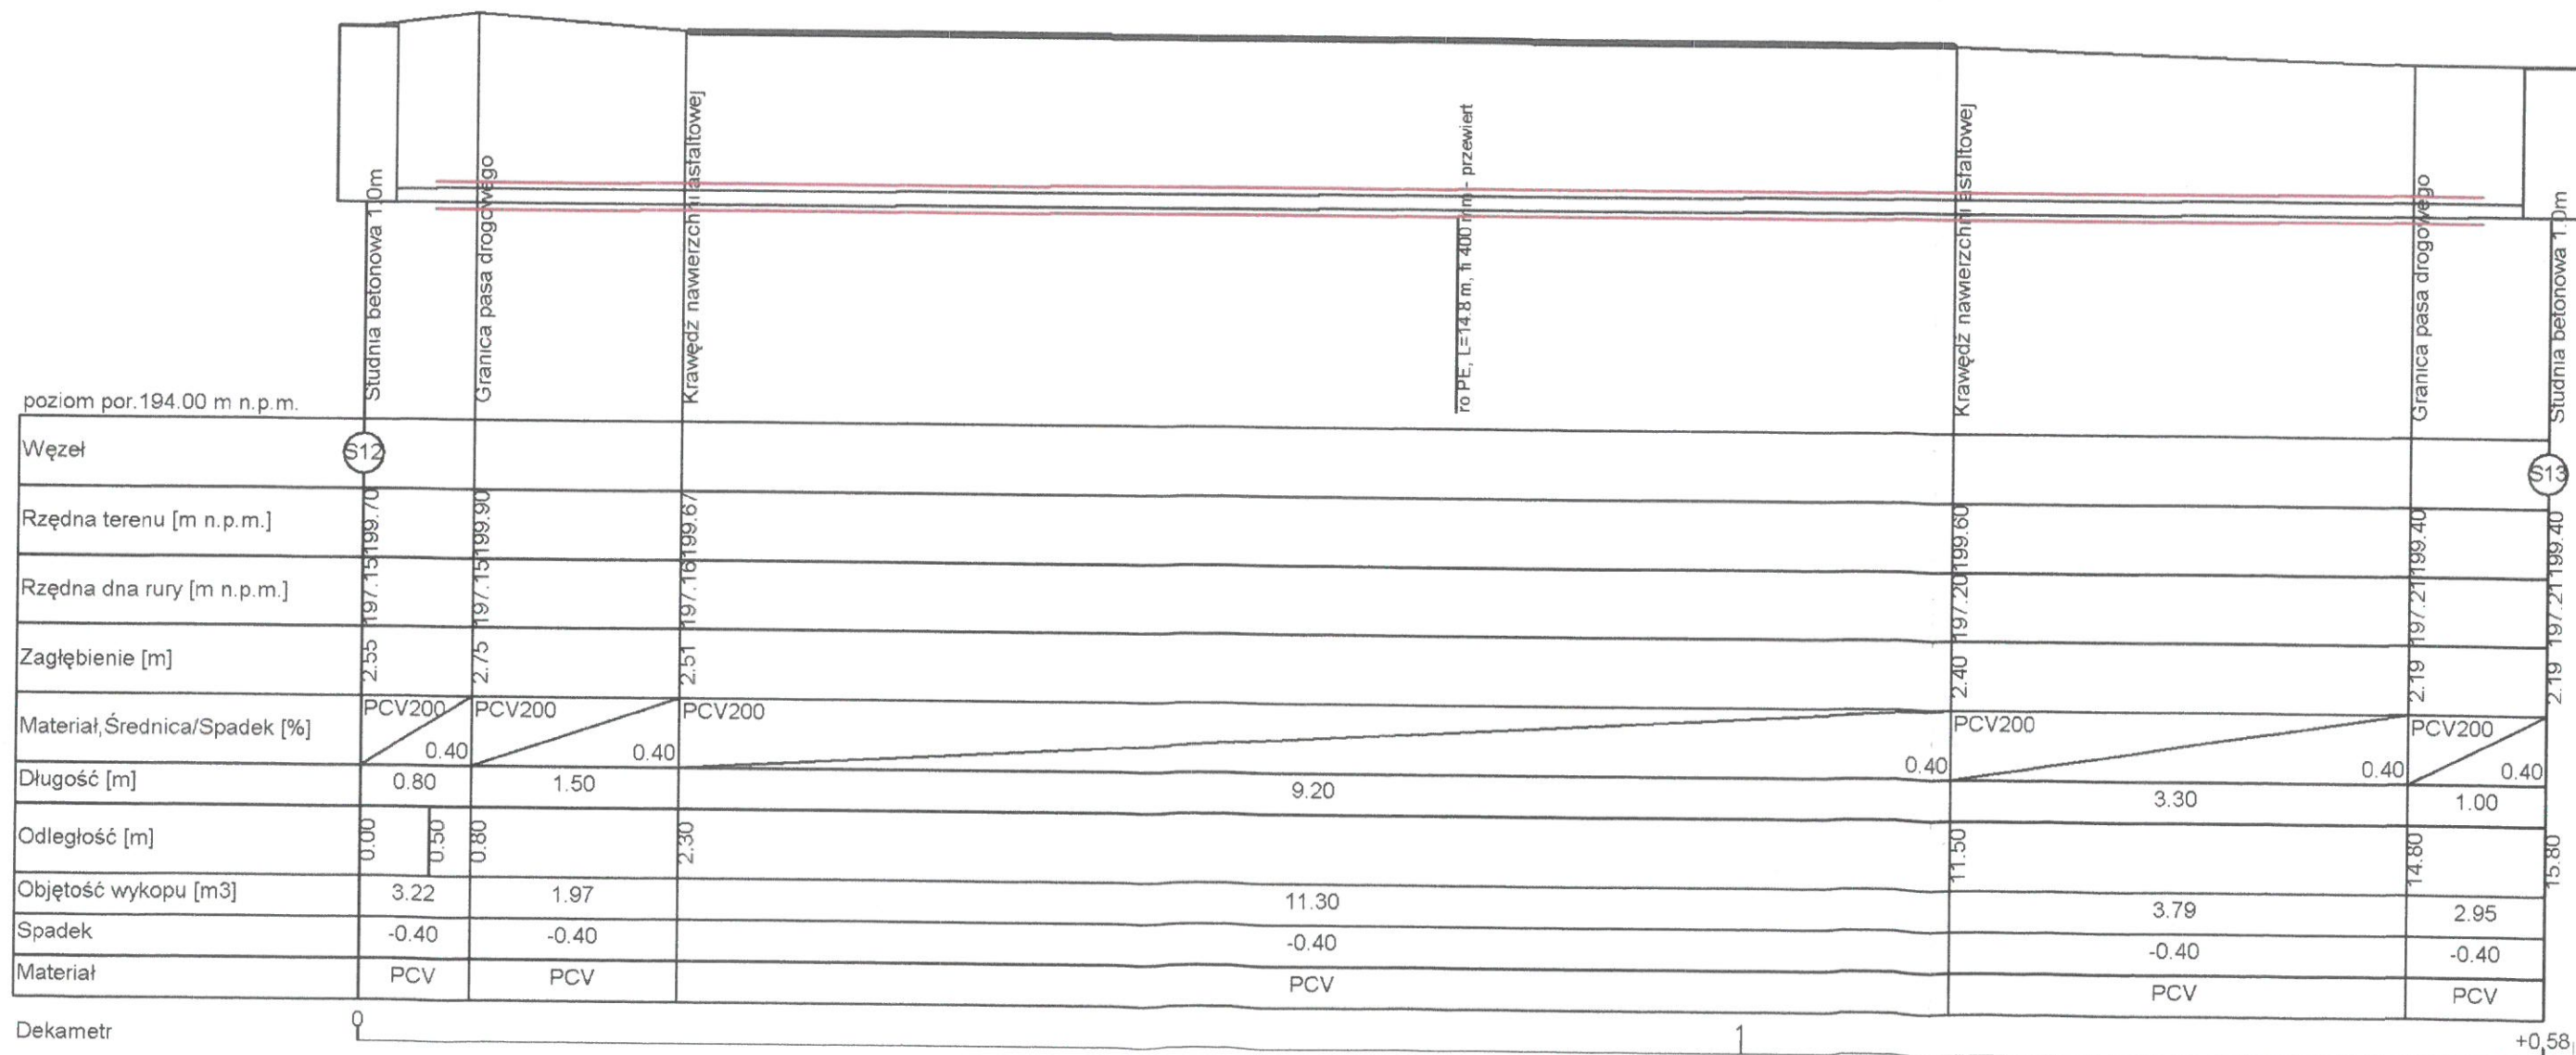 Studnia betonowa 1.0m
Granica pasa drogowego
Krawędź nawierzchni asfaltowej
ro PE, L=14.8 m, fi 400 mm - przewiert
Krawędź nawierzchni asfaltowej
Granica pasa drogowego
Studnia betonowa 1.0m
poziom por.194.00 m n.p.m.
Węzeł S12 S13
Rzędna terenu [m n.p.m.] 199.70 199.90 199.67 199.60 199.40 199.40
Rzędna dna rury [m n.p.m.] 197.15 197.15 197.16 197.20 197.21 197.21
Zagłębienie [m] 2.55 2.75 2.51 2.40 2.19 2.19
Materiał,Średnica/Spadek [%] PCV200 0.40 PCV200 0.40 PCV200 0.40 PCV200 0.40 PCV200 0.40
Długość [m] 0.80 1.50 9.20 3.30 1.00
Odległość [m] 0.00 0.50 0.80 2.30 11.50 14.80 15.80
Objętość wykopu [m3] 3.22 1.97 11.30 3.79 2.95
Spadek -0.40 -0.40 -0.40 -0.40 -0.40
Materiał PCV PCV PCV PCV PCV
Dekametr 0 1 +0,58